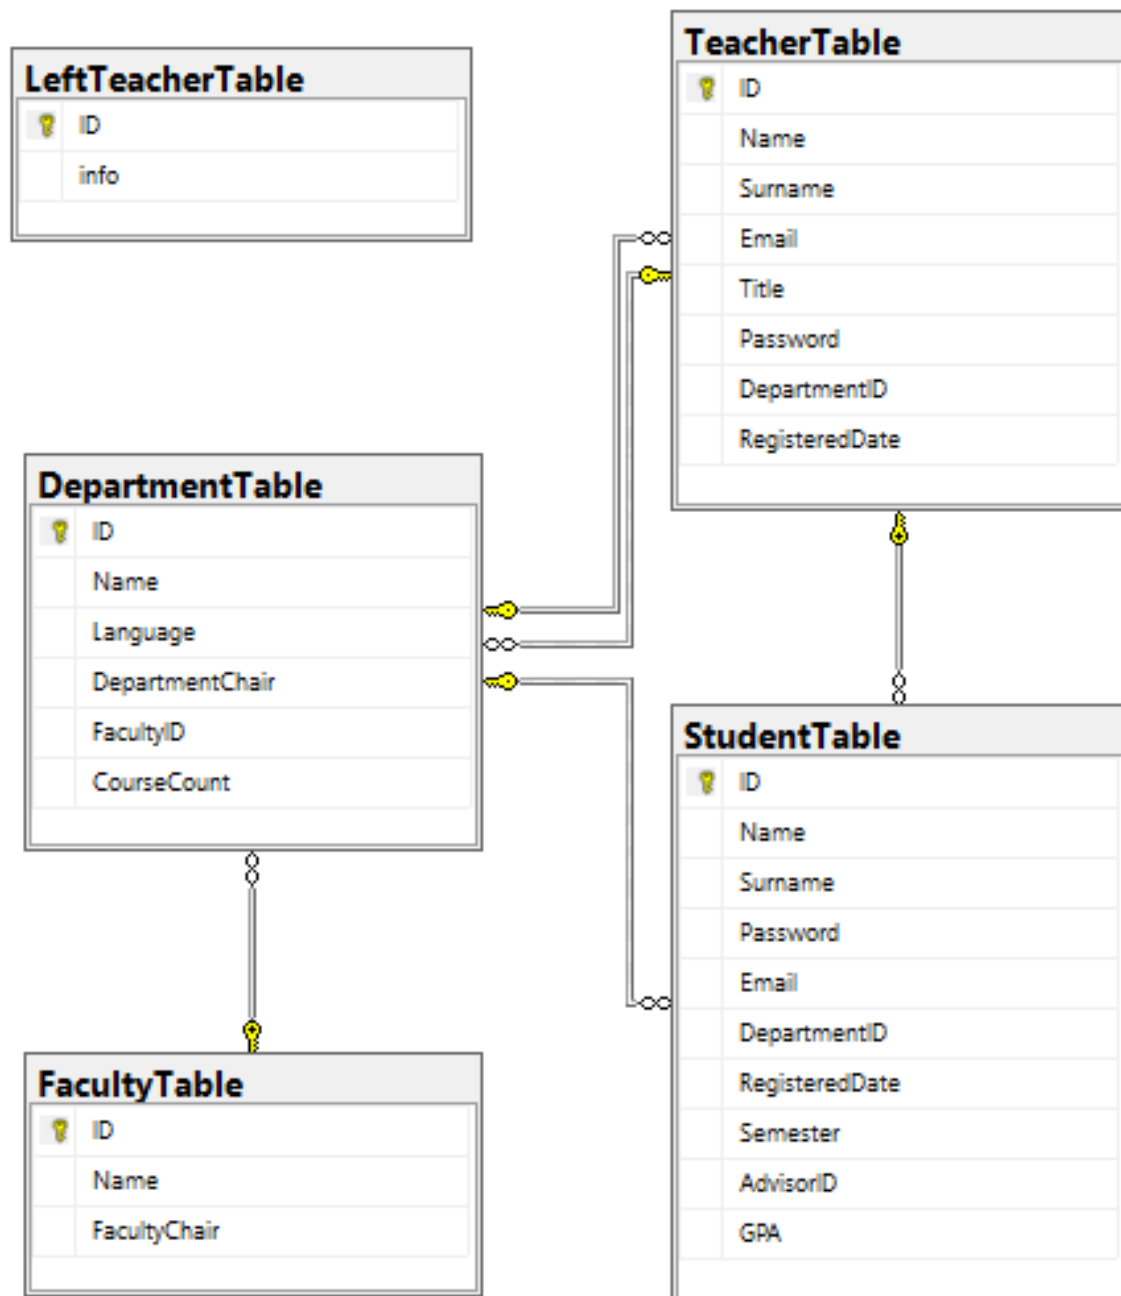 LeftTeacherTable
ID
info
TeacherTable
ID
Name
Surname
Email
Title
Password
DepartmentID
RegisteredDate
DepartmentTable
ID
Name
Language
DepartmentChair
FacultyID
CourseCount
StudentTable
ID
Name
Surname
Password
Email
DepartmentID
RegisteredDate
Semester
AdvisorID
GPA
FacultyTable
ID
Name
FacultyChair